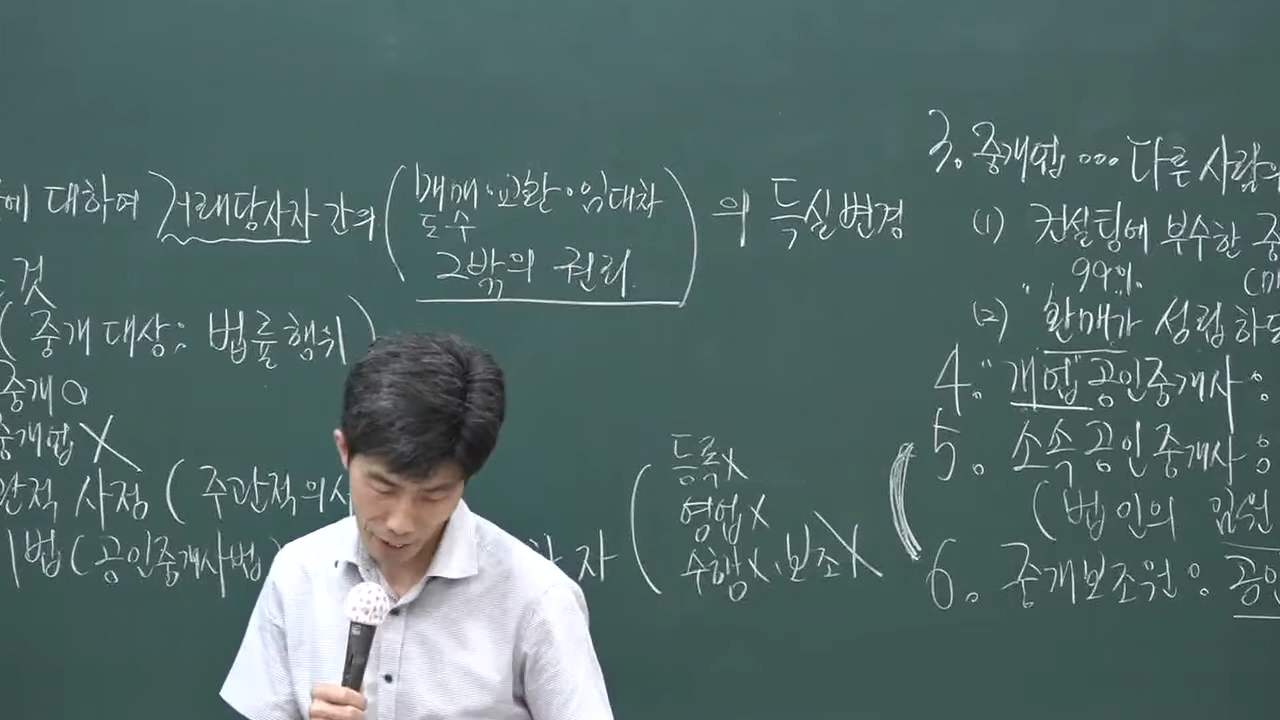 에 대하여 거래당사자 간의 (매매·교환·임대차
도수
그밖의 권리) 의 득실변경
것
(중개대상: 법률행위)
중개 O
중개업 X
관적 사정 (주관적의사
법(공인중개사법)
자 (등록X
영업X
수행X, 보조X
3. 중개업 … 다른 사람의
(1) 컨설팅에 부수한 중
99%
(2) 환매가 성립하
4. "개업"공인중개사 :
5. 소속공인중개사 :
(법인의 임원
6. 중개보조원 : 공인